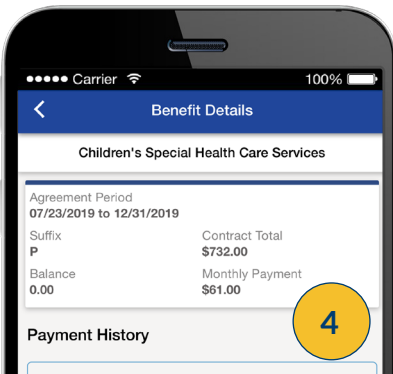 Carrier 100%
Benefit Details
Children's Special Health Care Services
Agreement Period
07/23/2019 to 12/31/2019
Suffix Contract Total
P $732.00
Balance Monthly Payment
0.00 $61.00
4
Payment History